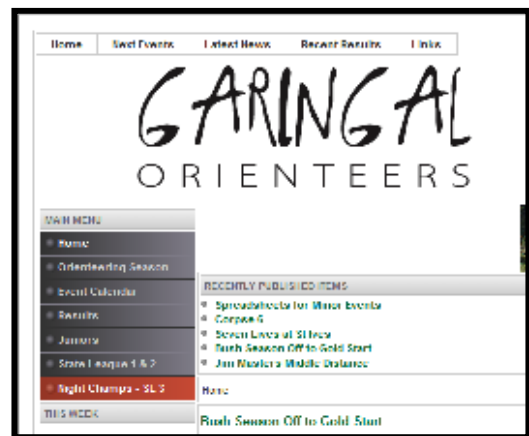 Home Next Events Latest News Recent Results Links
GARINGAL
ORIENTEERS
MAIN MENU
Home
Orienteering Season
Event Calendar
Results
Juniors
State League 1 & 2
Night Champs - SL 3
THIS WEEK
RECENTLY PUBLISHED ITEMS
Spreadsheets for Minor Events
Corpse 6
Seven Lives at St Ives
Bush Season Off to Gold Start
Jim Masters Middle Distance
Home
Bush Season Off to Gold Start